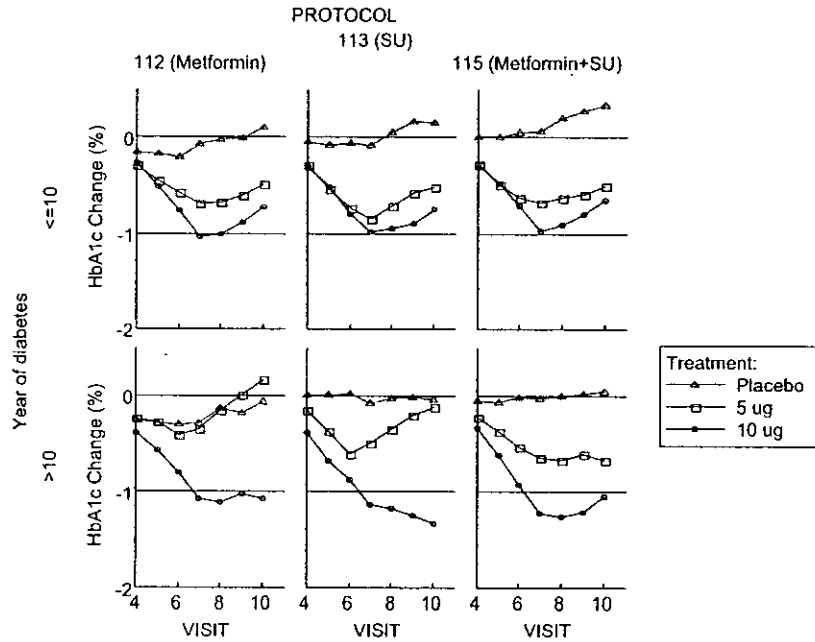 PROTOCOL
113 (SU)
112 (Metformin)
115 (Metformin+SU)
Year of diabetes
<=10
HbA1c Change (%)
0
-1
-2
>10
HbA1c Change (%)
0
-1
-2
4 6 8 10
VISIT
4 6 8 10
VISIT
4 6 8 10
VISIT
Treatment:
Placebo
5 ug
10 ug